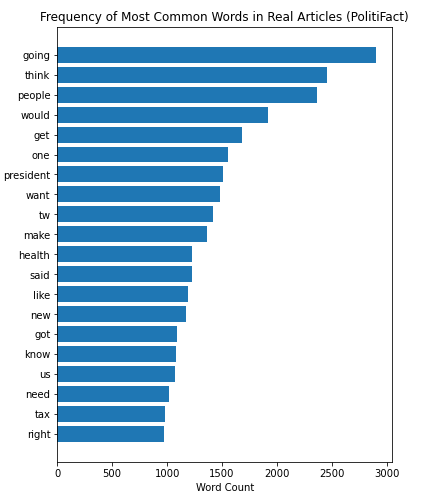 Frequency of Most Common Words in Real Articles (PolitiFact)
going
think
people
would
get
one
president
want
tw
make
health
said
like
new
got
know
us
need
tax
right
0 500 1000 1500 2000 2500 3000
Word Count